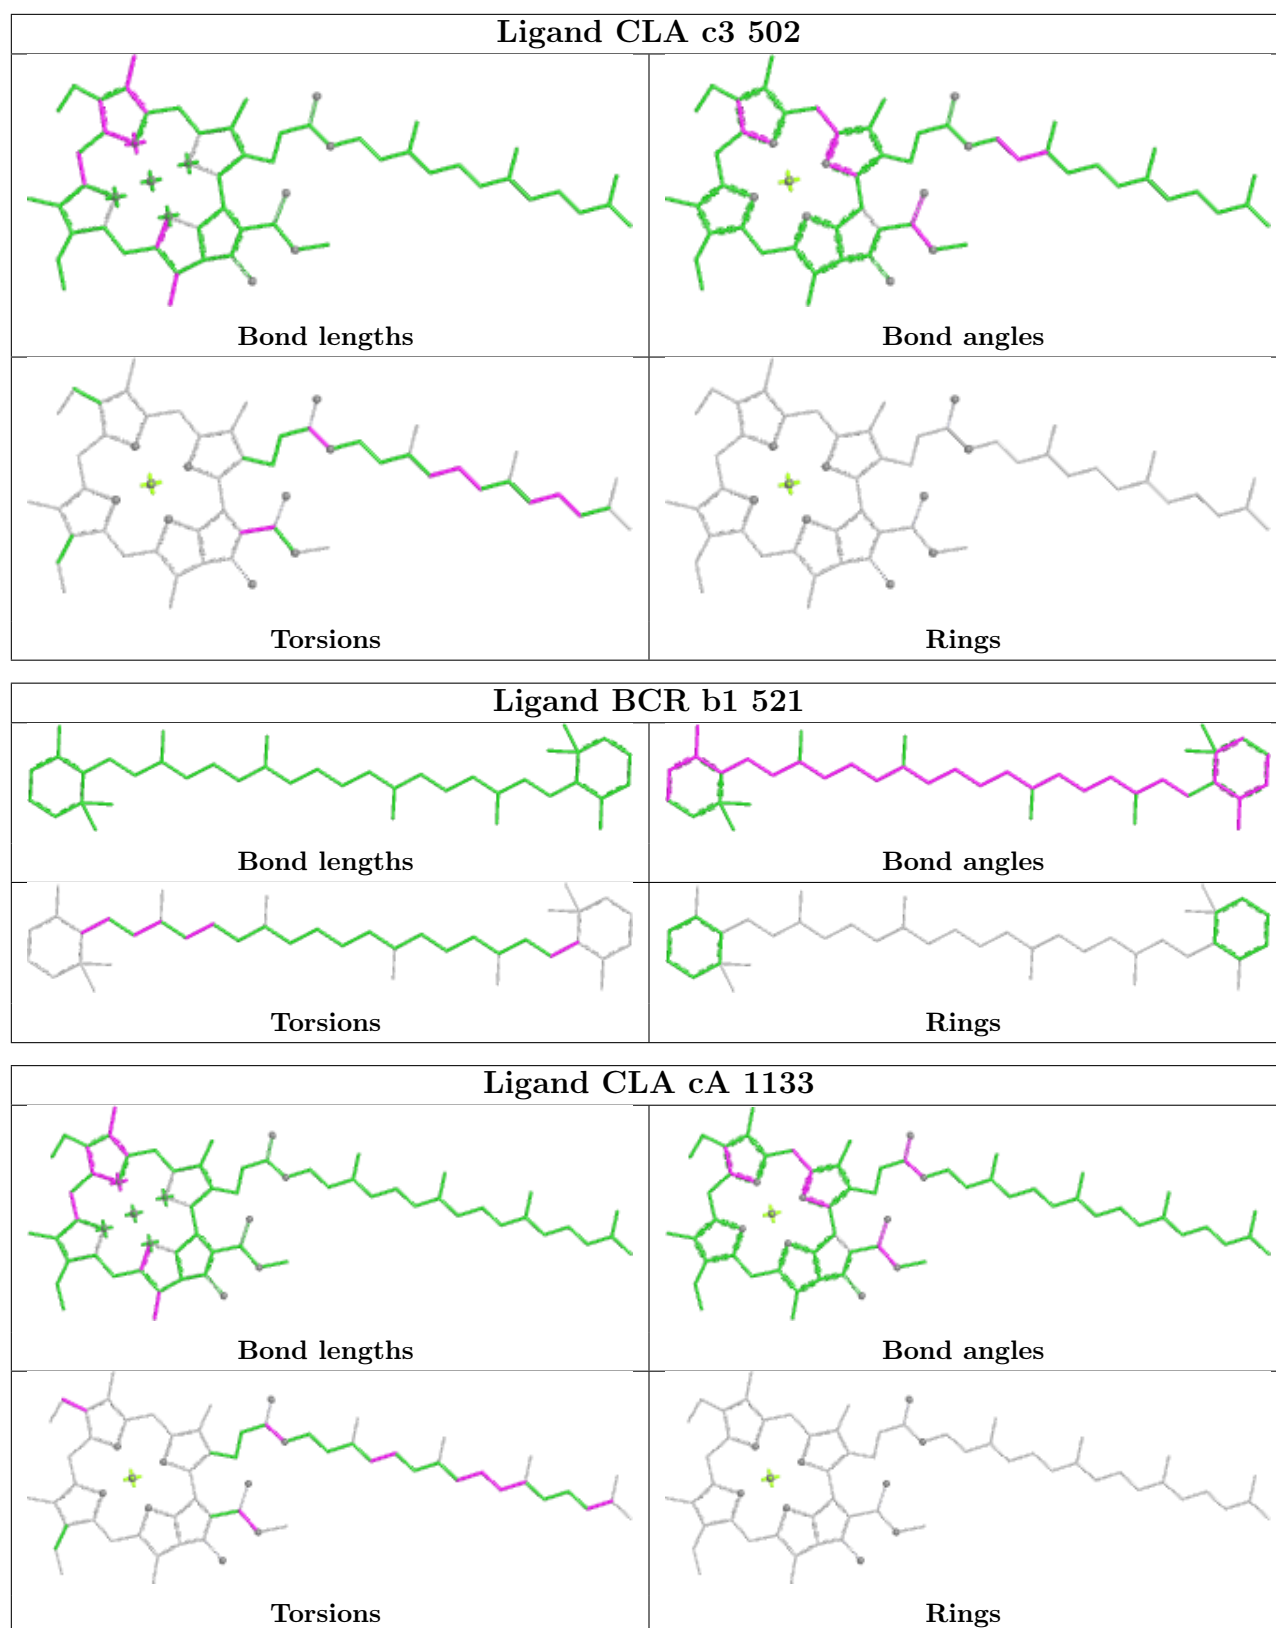 Ligand CLA c3 502
Bond lengths
Bond angles
Torsions
Rings
Ligand BCR b1 521
Bond lengths
Bond angles
Torsions
Rings
Ligand CLA cA 1133
Bond lengths
Bond angles
Torsions
Rings